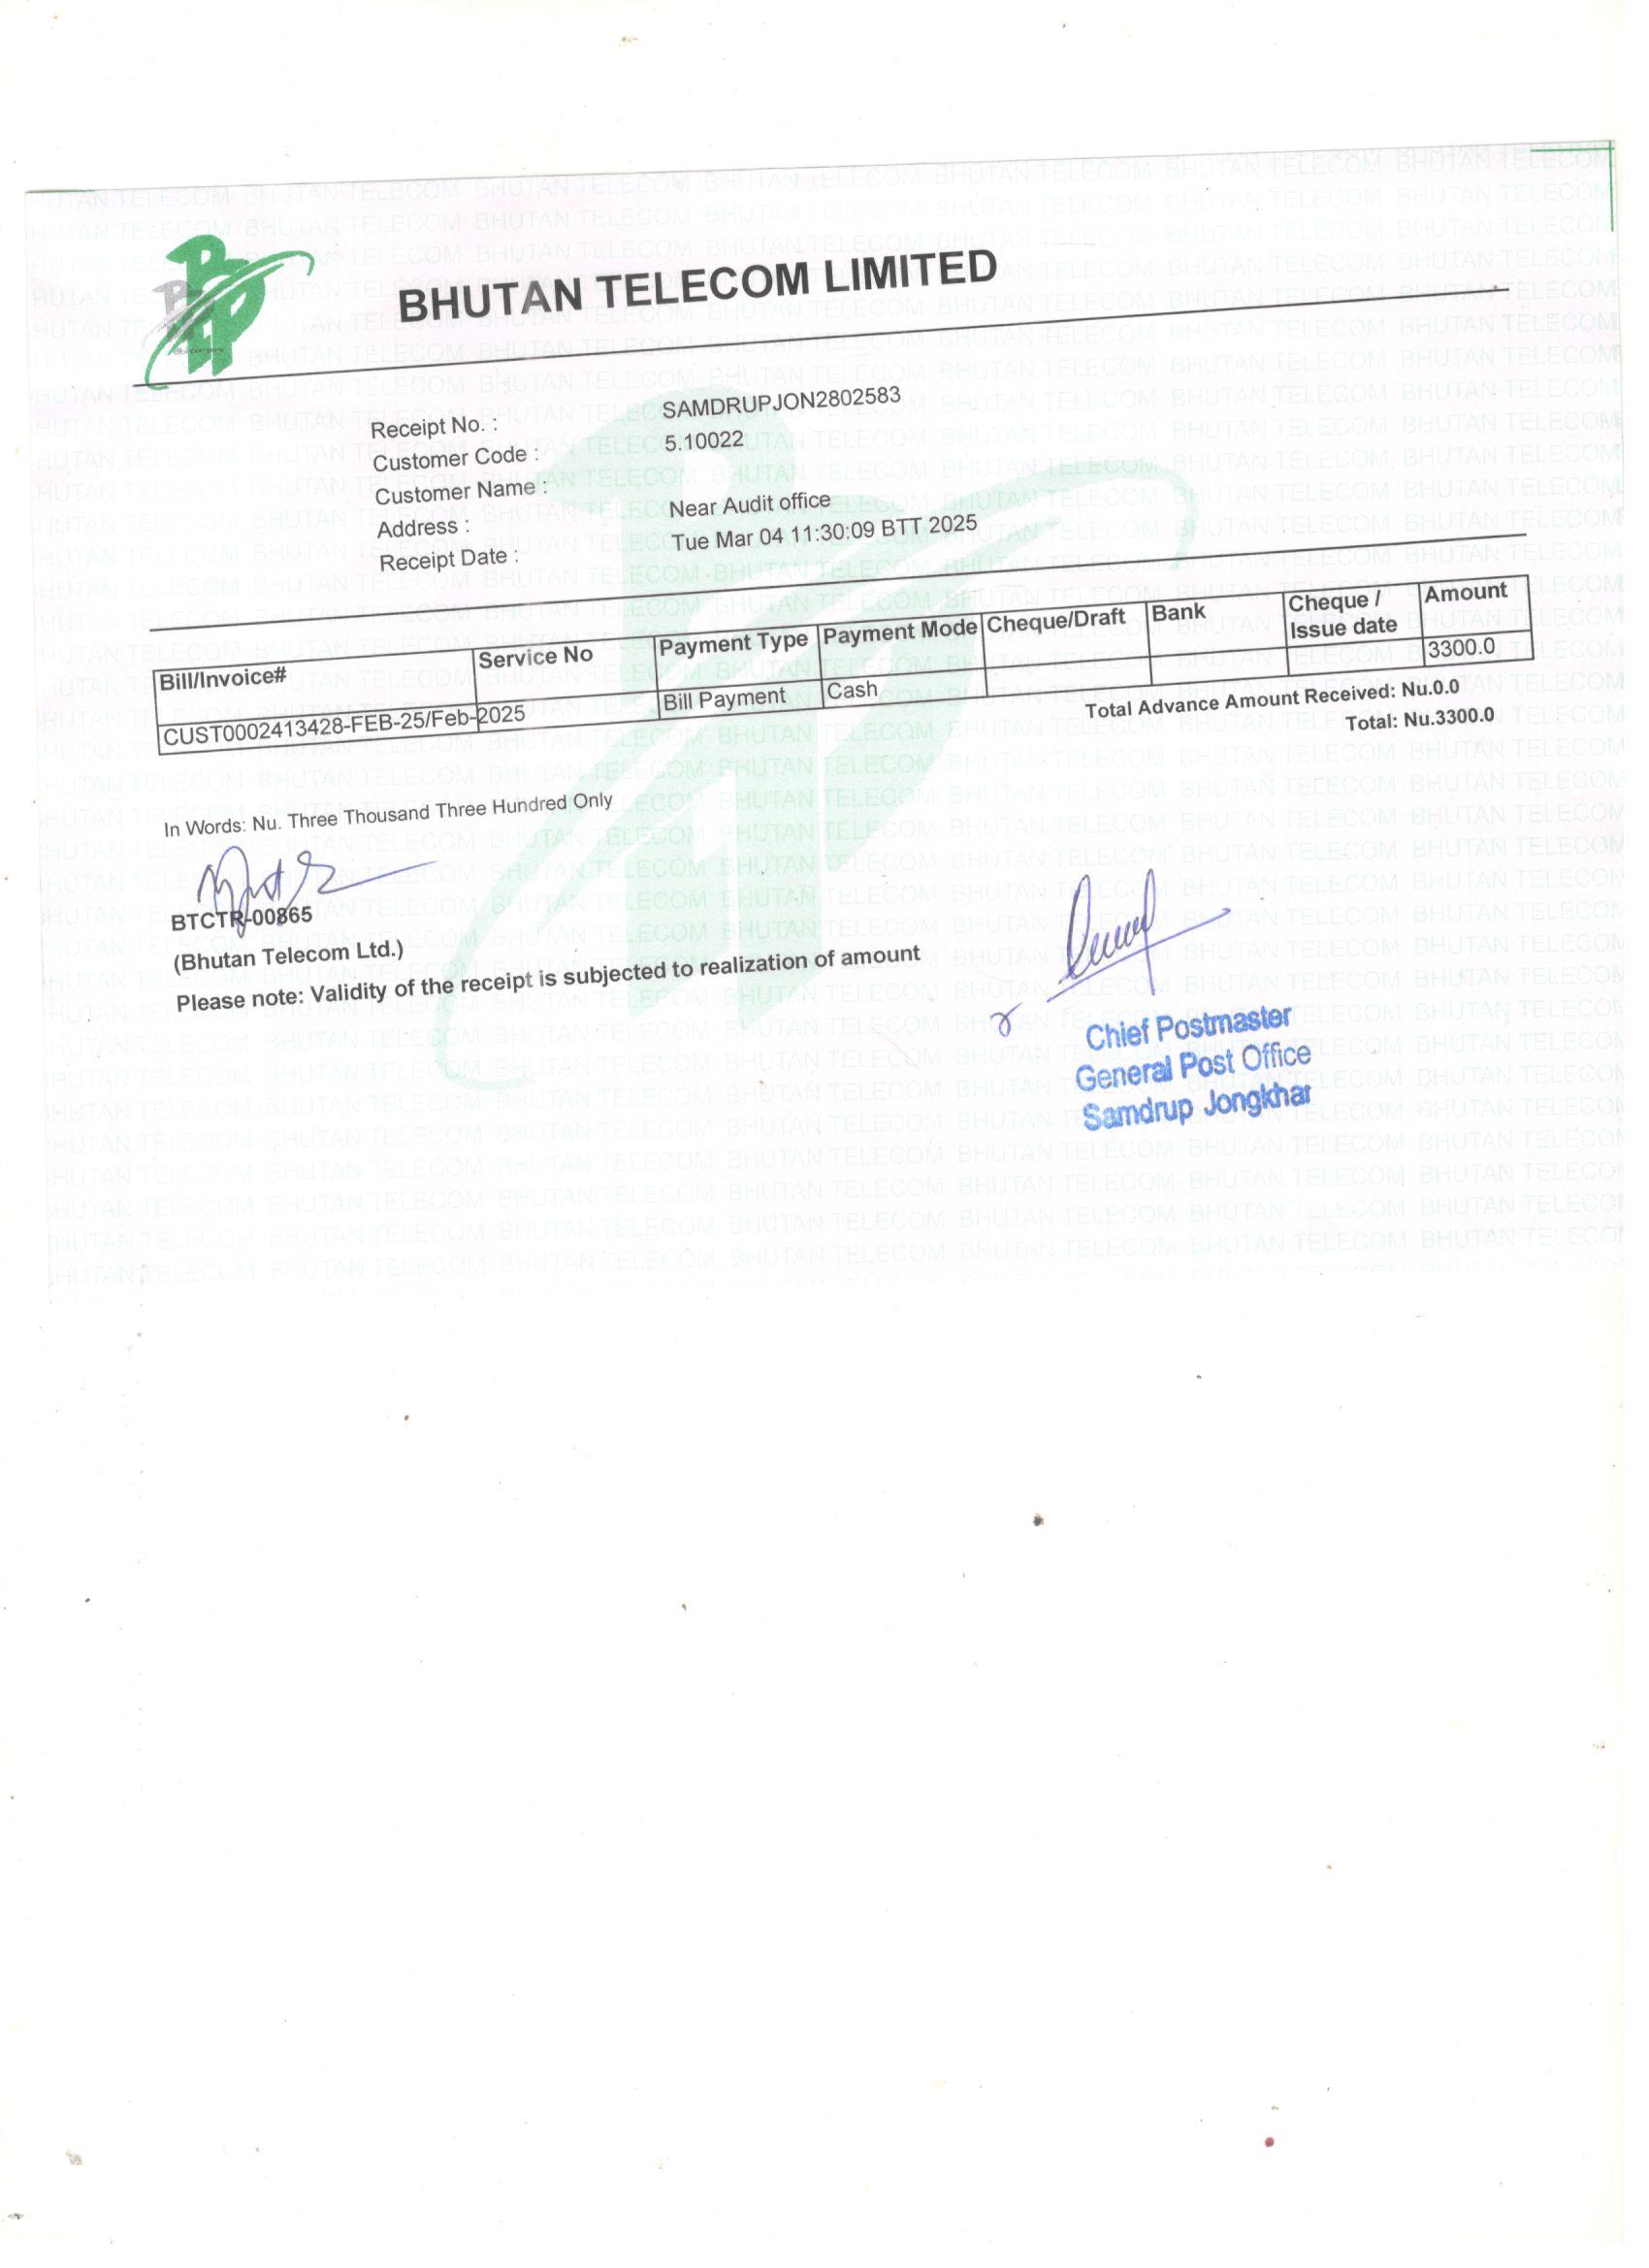 BHUTAN TELECOM LIMITED
Receipt No. : SAMDRUPJON2802583
Customer Code : 5.10022
Customer Name :
Address : Near Audit office
Receipt Date : Tue Mar 04 11:30:09 BTT 2025
Bill/Invoice# Service No Payment Type Payment Mode Cheque/Draft Bank Cheque / Issue date Amount
CUST0002413428-FEB-25/Feb-2025 Bill Payment Cash 3300.0
Total Advance Amount Received: Nu.0.0
Total: Nu.3300.0
In Words: Nu. Three Thousand Three Hundred Only
BTCTR-00865
(Bhutan Telecom Ltd.)
Please note: Validity of the receipt is subjected to realization of amount
Chief Postmaster
General Post Office
Samdrup Jongkhar